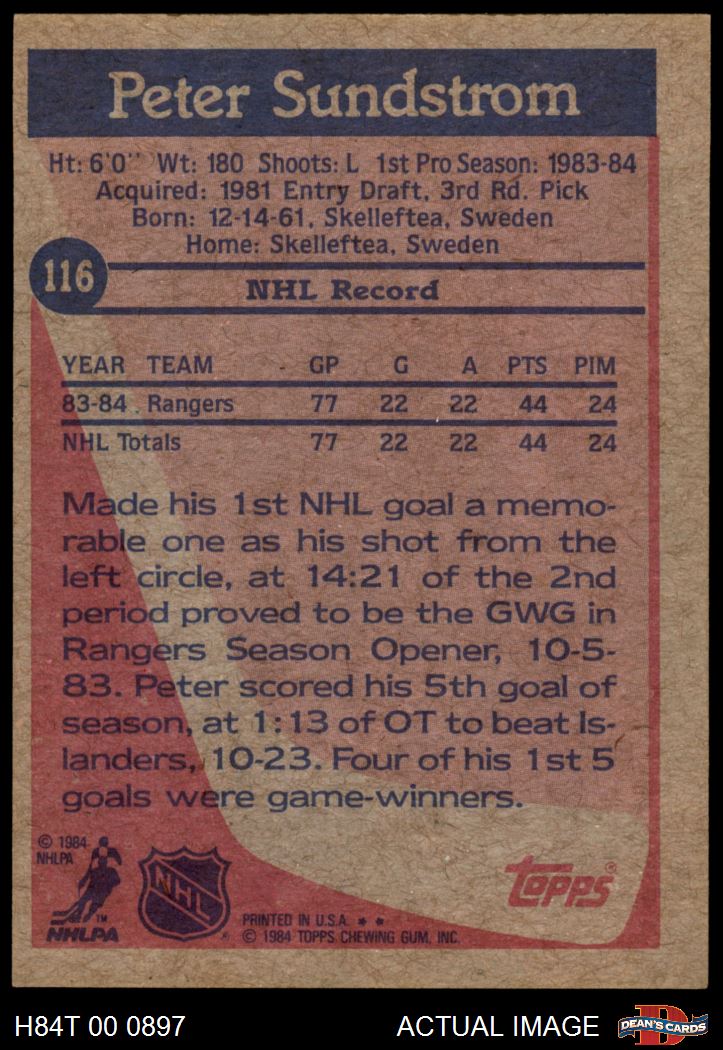 Peter Sundstrom
Ht: 6'0" Wt: 180 Shoots: L 1st Pro Season: 1983-84
Acquired: 1981 Entry Draft, 3rd Rd. Pick
Born: 12-14-61, Skelleftea, Sweden
Home: Skelleftea, Sweden
116
NHL Record
YEAR TEAM GP G A PTS PIM
83-84 Rangers 77 22 22 44 24
NHL Totals 77 22 22 44 24
Made his 1st NHL goal a memo-
rable one as his shot from the
left circle, at 14:21 of the 2nd
period proved to be the GWG in
Rangers Season Opener, 10-5-
83. Peter scored his 5th goal of
season, at 1:13 of OT to beat Is-
landers, 10-23. Four of his 1st 5
goals were game-winners.
© 1984
NHLPA
TM
NHLPA
NHL
®
topps®
PRINTED IN U.S.A. * *
© 1984 TOPPS CHEWING GUM, INC.
H84T 00 0897
ACTUAL IMAGE
D
DEAN'S CARDS